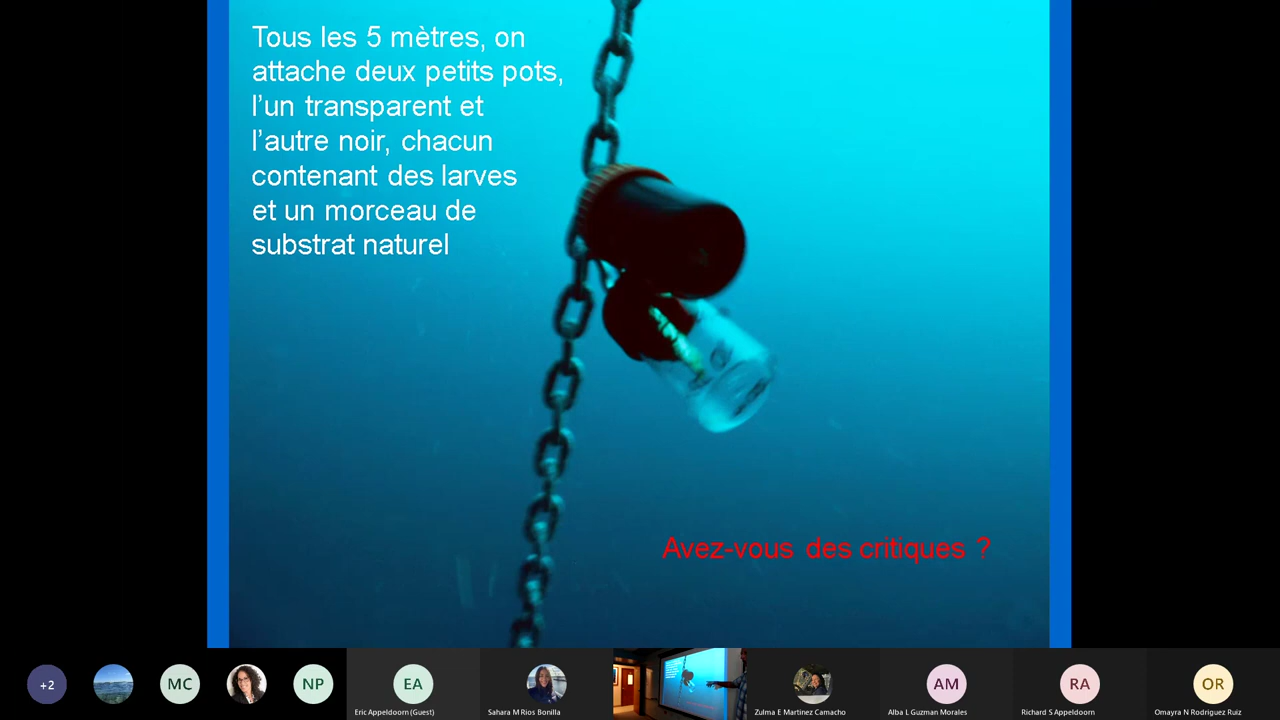 Tous les 5 mètres, on
attache deux petits pots,
l’un transparent et
l’autre noir, chacun
contenant des larves
et un morceau de
substrat naturel
Avez-vous des critiques ?
+2
MC
NP
EA
Eric Appeldoorn (Guest)
Sahara M Rios Bonilla
Zulma E Martinez Camacho
AM
Alba L Guzman Morales
RA
Richard S Appeldoorn
OR
Omayra N Rodriguez Ruiz